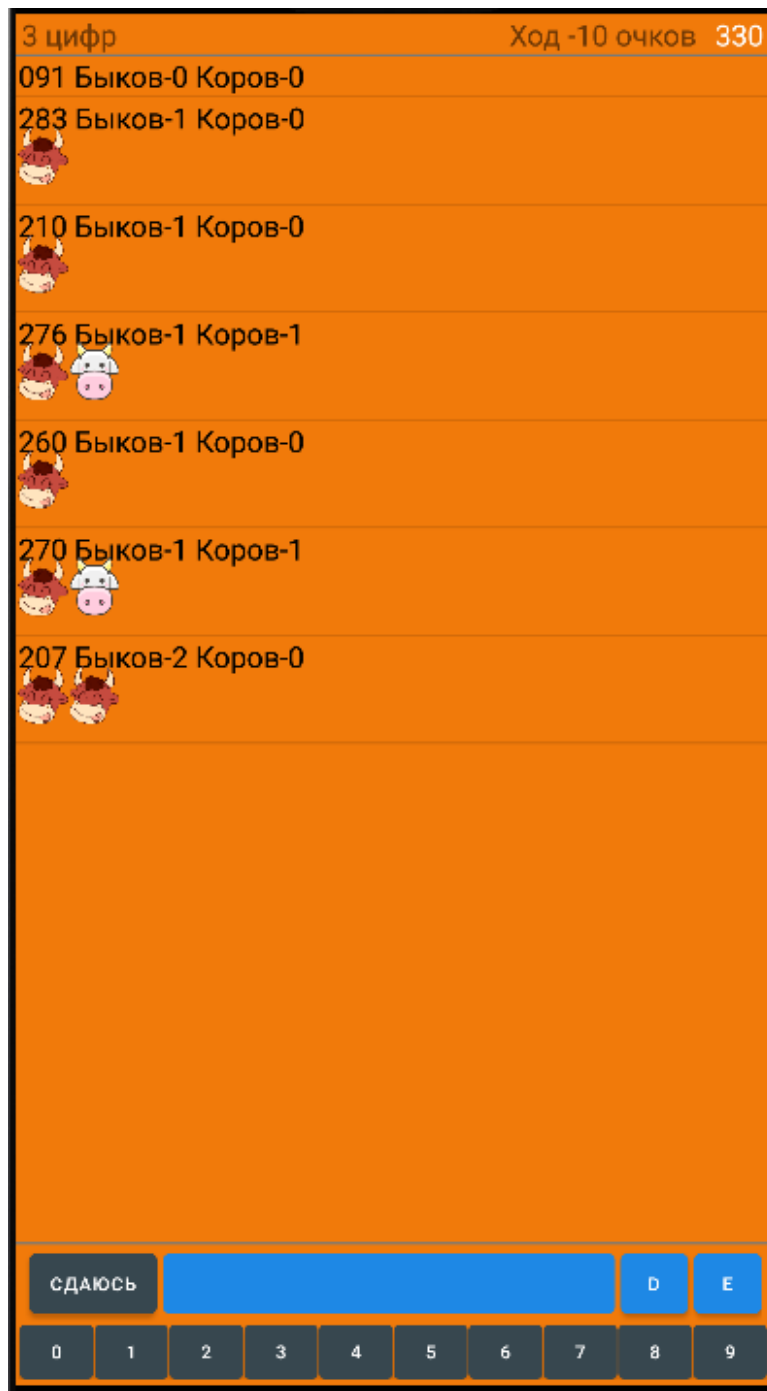 3 цифр Ход -10 очков 330
091 Быков-0 Коров-0
283 Быков-1 Коров-0
210 Быков-1 Коров-0
276 Быков-1 Коров-1
260 Быков-1 Коров-0
270 Быков-1 Коров-1
207 Быков-2 Коров-0
СДАЮСЬ D E
0 1 2 3 4 5 6 7 8 9